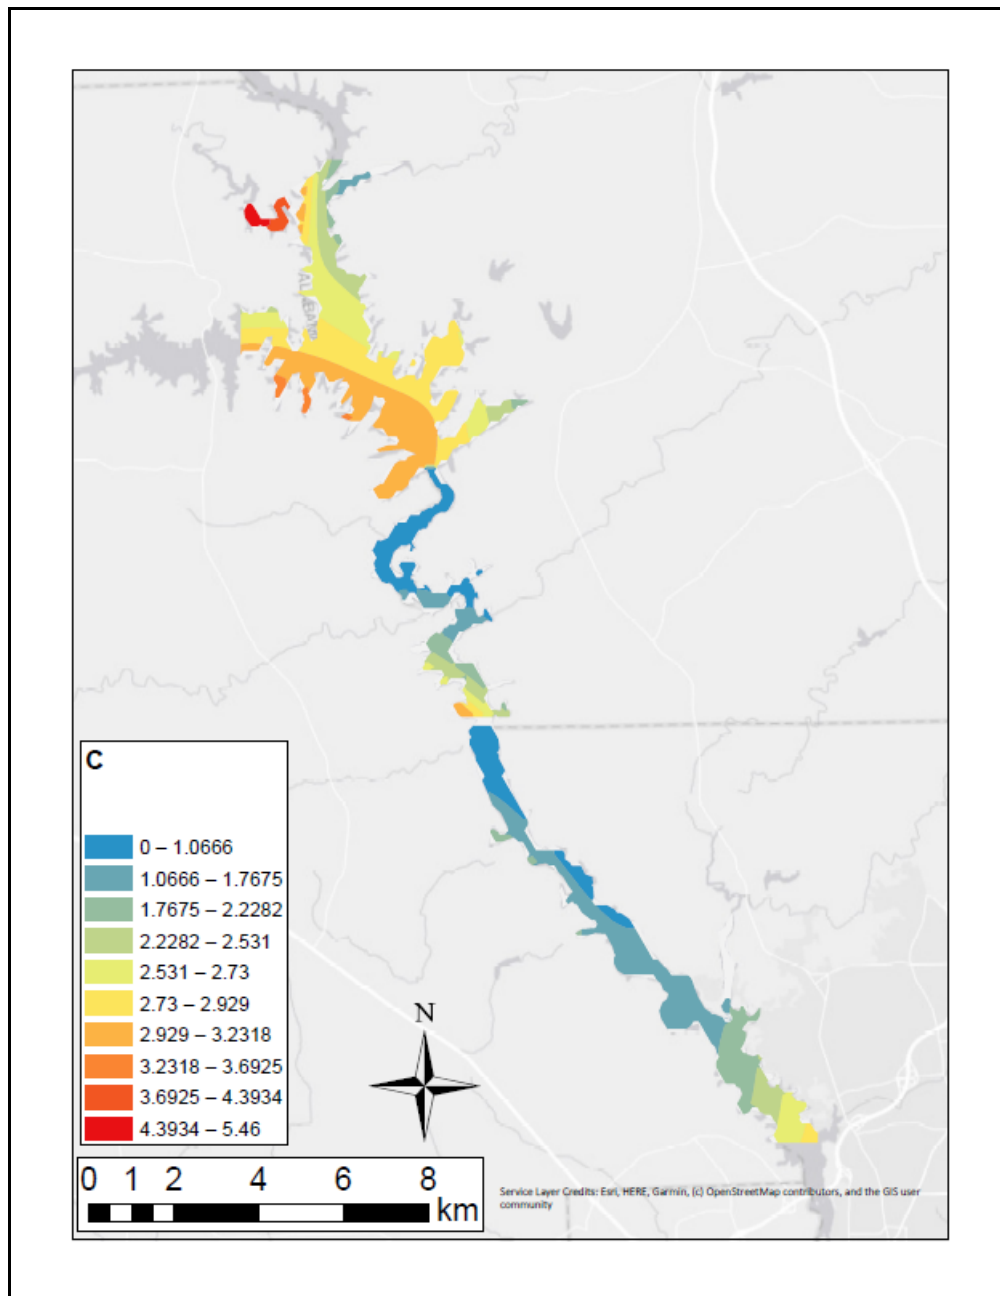 ALABAMA
C
0 – 1.0666
1.0666 – 1.7675
1.7675 – 2.2282
2.2282 – 2.531
2.531 – 2.73
2.73 – 2.929
2.929 – 3.2318
3.2318 – 3.6925
3.6925 – 4.3934
4.3934 – 5.46
N
0 1 2 4 6 8
km
Service Layer Credits: Esri, HERE, Garmin, (c) OpenStreetMap contributors, and the GIS user
community